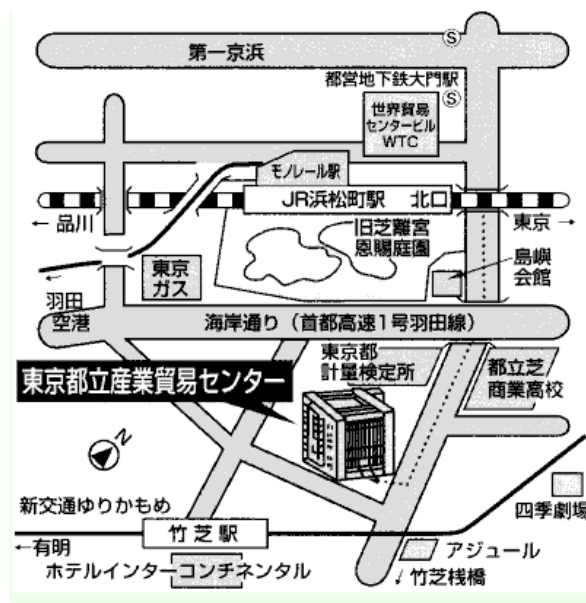 第一京浜
Ⓢ
都営地下鉄大門駅
Ⓢ
世界貿易
センタービル
WTC
モノレール駅
JR浜松町駅 北口
← 品川
東京 →
旧芝離宮
恩賜庭園
島嶼
会館
東京
ガス
羽田
空港
海岸通り（首都高速1号羽田線）
東京都
計量検定所
都立芝
商業高校
東京都立産業貿易センター
N
新交通ゆりかもめ
竹芝駅
四季劇場
←有明
アジュール
ホテルインターコンチネンタル
↓竹芝桟橋